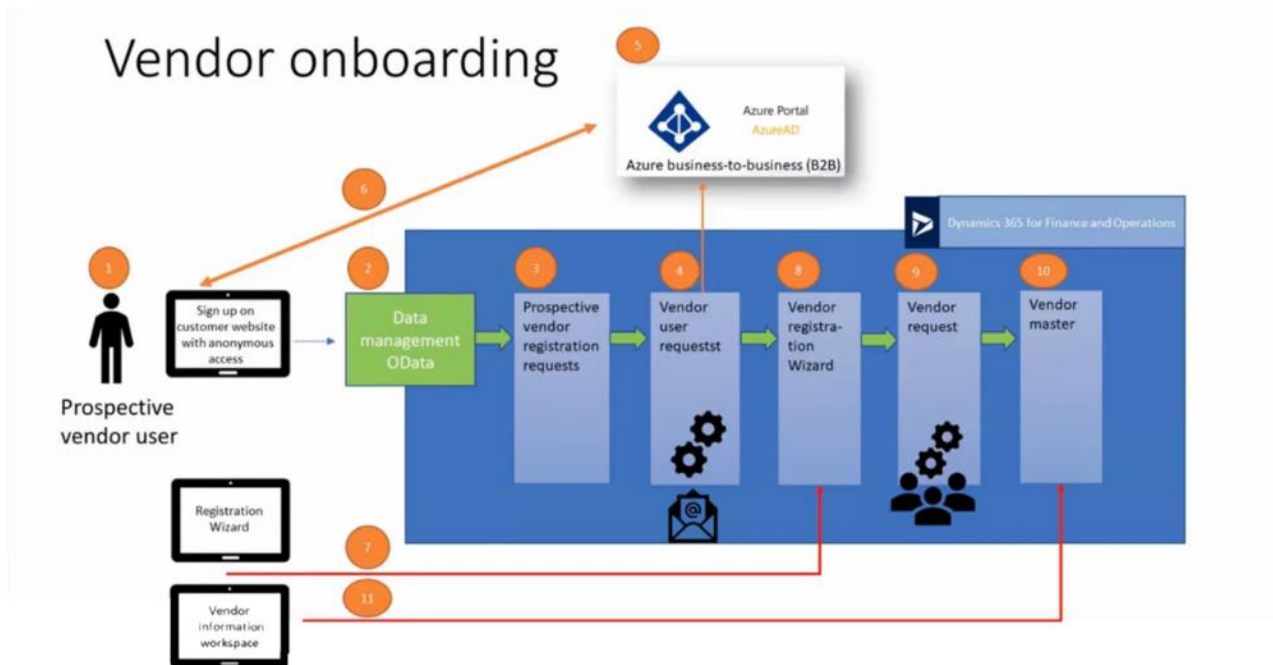 Vendor onboarding
5
Azure Portal
AzureAD
Azure business-to-business (B2B)
6
Dynamics 365 for Finance and Operations
1
2
3
4
8
9
10
Sign up on
customer website
with anonymous
access
Data
management
OData
Prospective
vendor
registration
requests
Vendor
user
requestst
Vendor
registra-
tion
Wizard
Vendor
request
Vendor
master
Prospective
vendor user
@
Registration
Wizard
7
11
Vendor
information
workspace